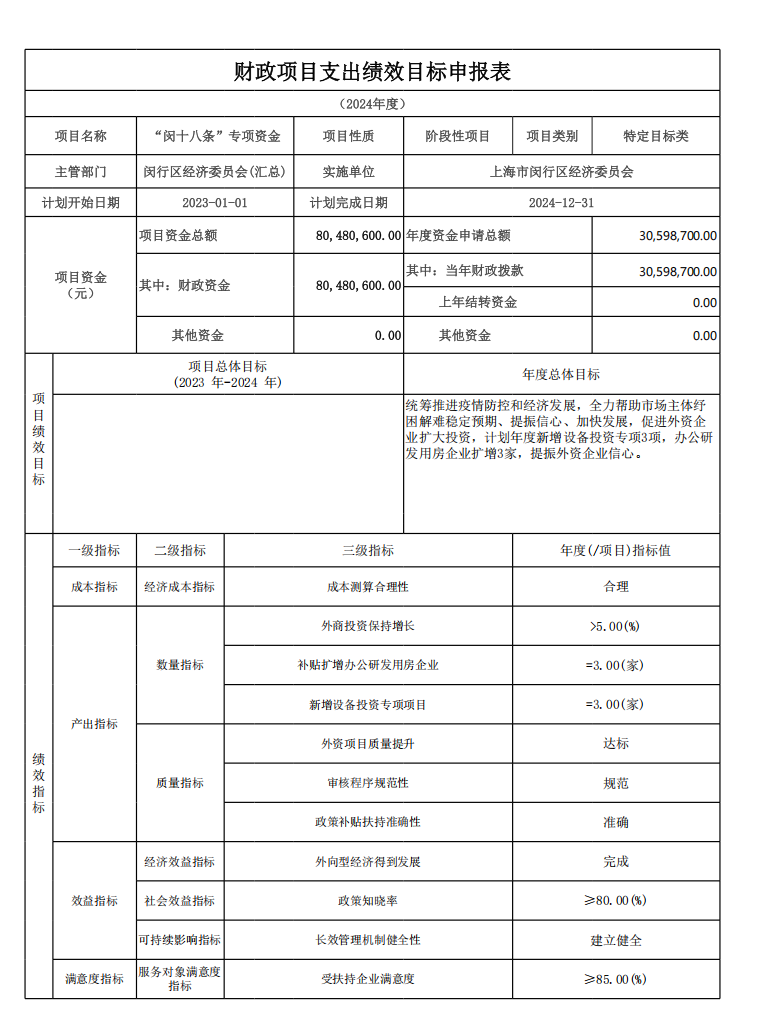 财政项目支出绩效目标申报表
（2024年度）
项目名称 “闵十八条”专项资金 项目性质 阶段性项目 项目类别 特定目标类
主管部门 闵行区经济委员会(汇总) 实施单位 上海市闵行区经济委员会
计划开始日期 2023-01-01 计划完成日期 2024-12-31
项目资金
（元）
项目资金总额 80,480,600.00 年度资金申请总额 30,598,700.00
其中：财政资金 80,480,600.00 其中：当年财政拨款 30,598,700.00
上年结转资金 0.00
其他资金 0.00 其他资金 0.00
项目绩效目标
项目总体目标
(2023 年-2024 年)
年度总体目标
统筹推进疫情防控和经济发展，全力帮助市场主体纾
困解难稳定预期、提振信心、加快发展，促进外资企
业扩大投资，计划年度新增设备投资专项3项，办公研
发用房企业扩增3家，提振外资企业信心。
绩效指标
一级指标 二级指标 三级指标 年度(/项目)指标值
成本指标 经济成本指标 成本测算合理性 合理
产出指标 数量指标 外商投资保持增长 >5.00(%)
补贴扩增办公研发用房企业 =3.00(家)
新增设备投资专项项目 =3.00(家)
质量指标 外资项目质量提升 达标
审核程序规范性 规范
政策补贴扶持准确性 准确
效益指标 经济效益指标 外向型经济得到发展 完成
社会效益指标 政策知晓率 ≥80.00(%)
可持续影响指标 长效管理机制健全性 建立健全
满意度指标 服务对象满意度
指标 受扶持企业满意度 ≥85.00(%)